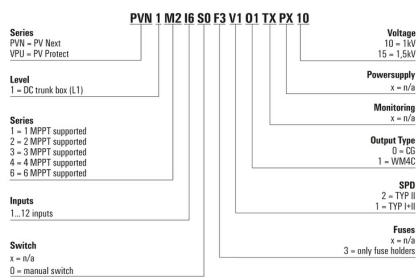 PVN 1 M2 I6 S0 F3 V1 O1 TX PX 10
Series
PVN = PV Next
VPU = PV Protect
Level
1 = DC trunk box (L1)
Series
1 = 1 MPPT supported
2 = 2 MPPT supported
3 = 3 MPPT supported
4 = 4 MPPT supported
6 = 6 MPPT supported
Inputs
1...12 inputs
Switch
x = n/a
0 = manual switch
Voltage
10 = 1kV
15 = 1,5kV
Powersupply
x = n/a
Monitoring
x = n/a
Output Type
0 = CG
1 = WM4C
SPD
2 = TYP II
1 = TYP I+II
Fuses
x = n/a
3 = only fuse holders